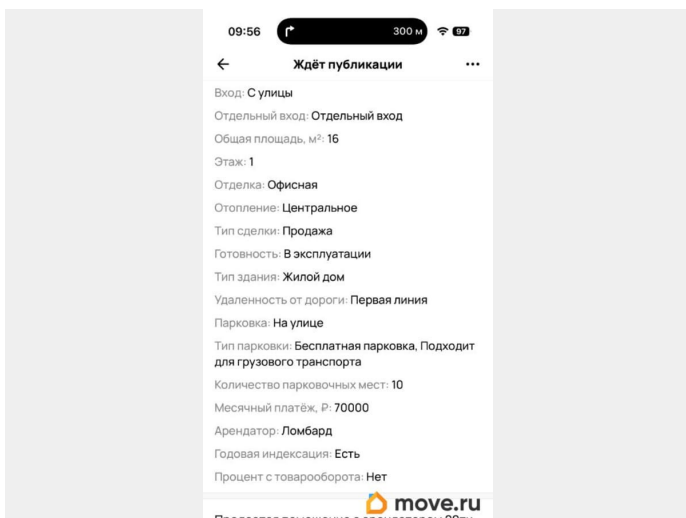 09:56
300 м
97
Ждёт публикации
Вход: С улицы
Отдельный вход: Отдельный вход
Общая площадь, м²: 16
Этаж: 1
Отделка: Офисная
Отопление: Центральное
Тип сделки: Продажа
Готовность: В эксплуатации
Тип здания: Жилой дом
Удаленность от дороги: Первая линия
Парковка: На улице
Тип парковки: Бесплатная парковка, Подходит
для грузового транспорта
Количество парковочных мест: 10
Месячный платёж, ₽: 70000
Арендатор: Ломбард
Годовая индексация: Есть
Процент с товарооборота: Нет
move.ru